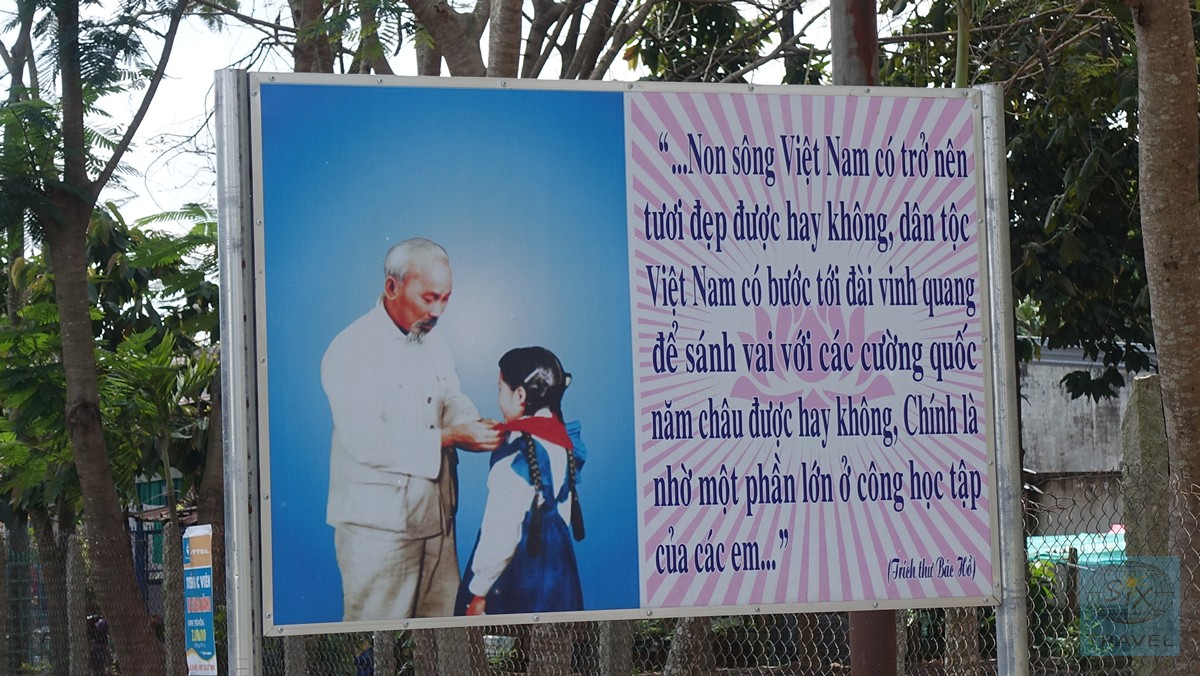 “...Non sông Việt Nam có trở nên
tươi đẹp được hay không, dân tộc
Việt Nam có bước tới đài vinh quang
để sánh vai với các cường quốc
năm châu được hay không, Chính là
nhờ một phần lớn ở công học tập
của các em...”
(Trích thư Bác Hồ)
SIX
TRAVEL